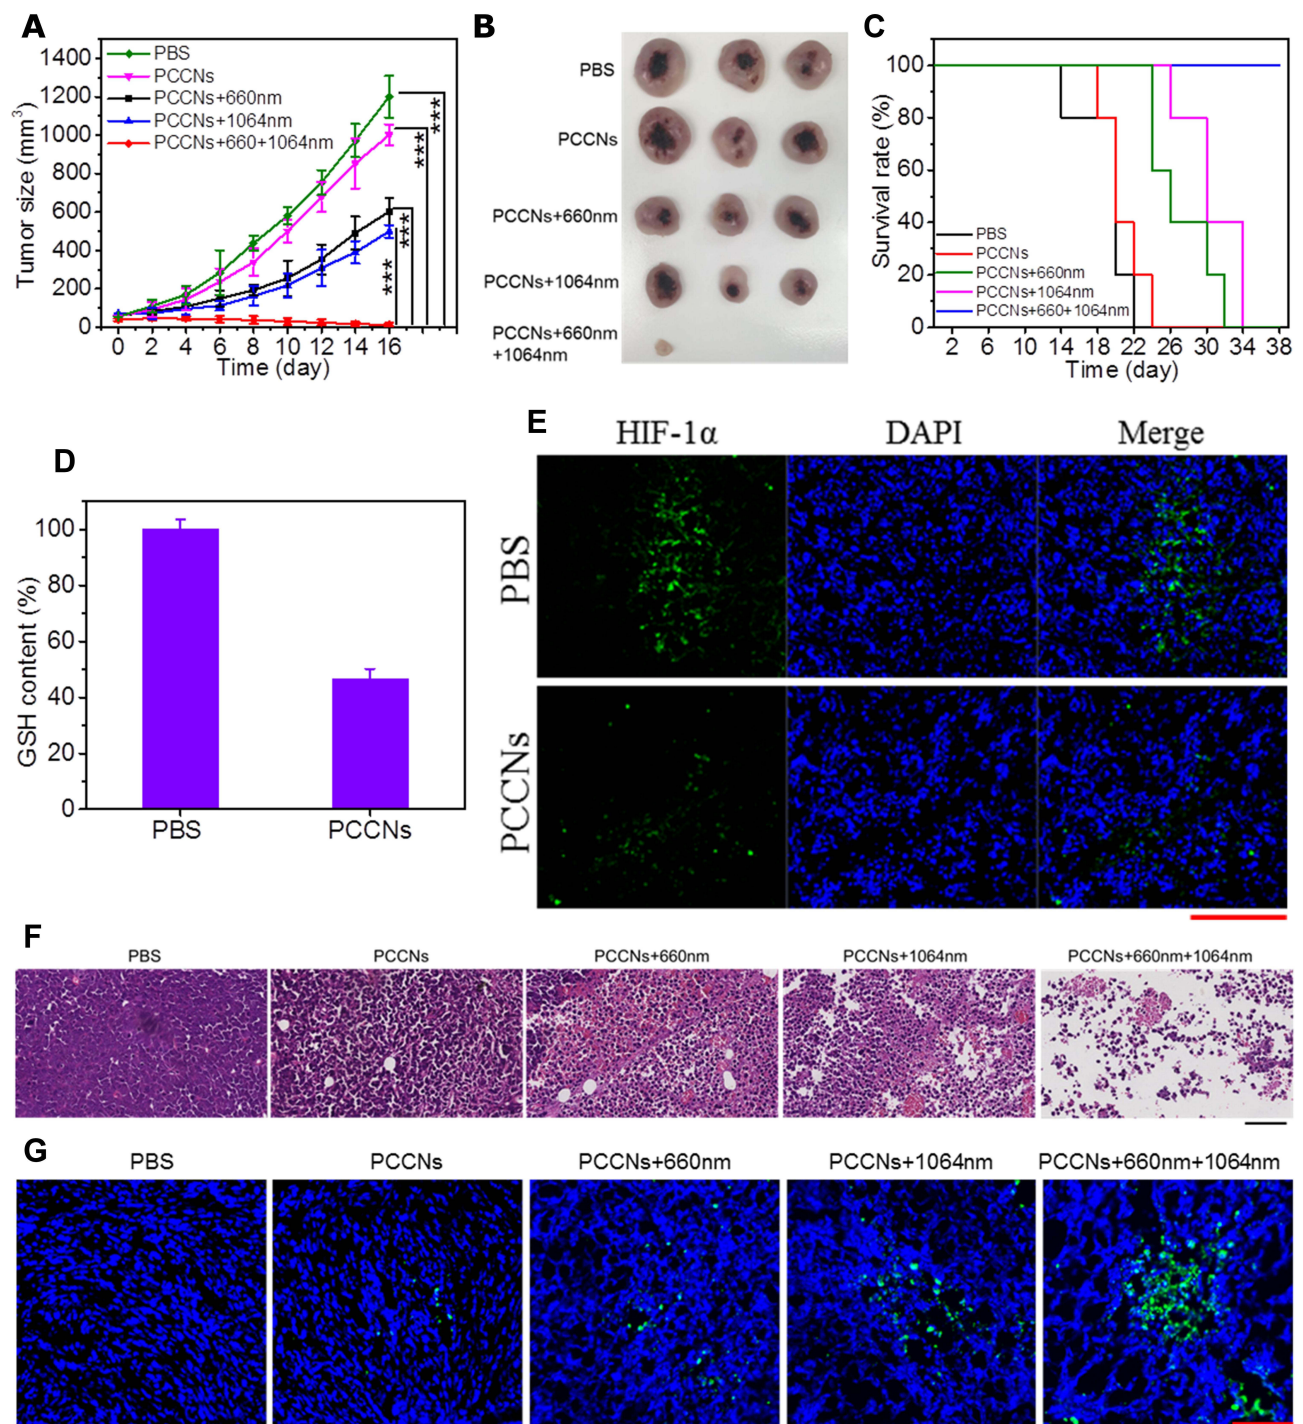 A
Tumor size (mm³)
1400
1200
1000
800
600
400
200
0
PBS
PCCNs
PCCNs+660nm
PCCNs+1064nm
PCCNs+660+1064nm
***
***
***
***
0 2 4 6 8 10 12 14 16
Time (day)
B
PBS
PCCNs
PCCNs+660nm
PCCNs+1064nm
PCCNs+660nm
+1064nm
C
Survival rate (%)
100
80
60
40
20
0
PBS
PCCNs
PCCNs+660nm
PCCNs+1064nm
PCCNs+660+1064nm
2 6 10 14 18 22 26 30 34 38
Time (day)
D
GSH content (%)
100
80
60
40
20
0
PBS PCCNs
E
HIF-1α DAPI Merge
PBS
PCCNs
F
PBS PCCNs PCCNs+660nm PCCNs+1064nm PCCNs+660nm+1064nm
G
PBS PCCNs PCCNs+660nm PCCNs+1064nm PCCNs+660nm+1064nm